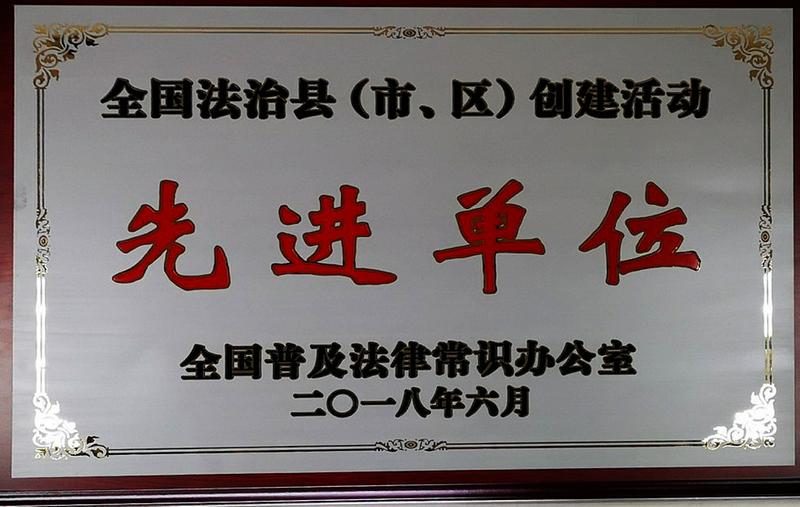 全国法治县（市、区）创建活动
先进单位
全国普及法律常识办公室
二〇一八年六月